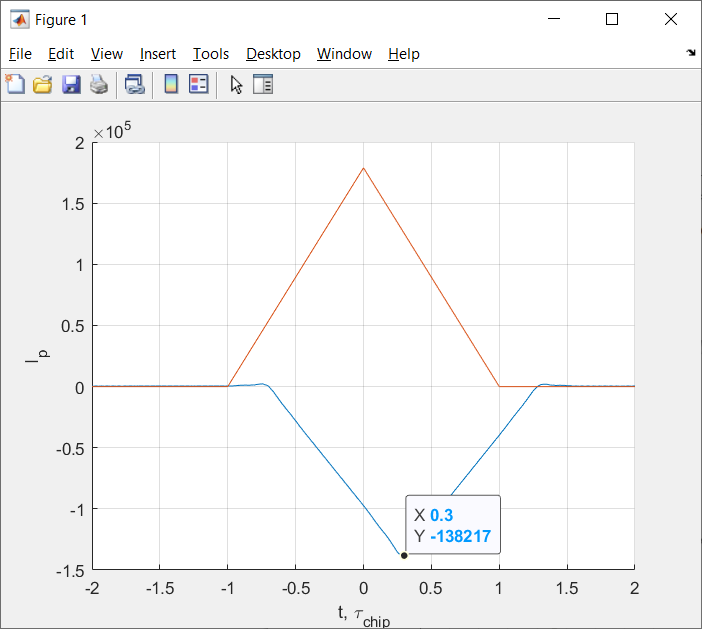 Figure 1
File Edit View Insert Tools Desktop Window Help
×10⁵
2
1.5
1
0.5
0
-0.5
-1
-1.5
I_p
X 0.3
Y -138217
-2 -1.5 -1 -0.5 0 0.5 1 1.5 2
t, τ_chip